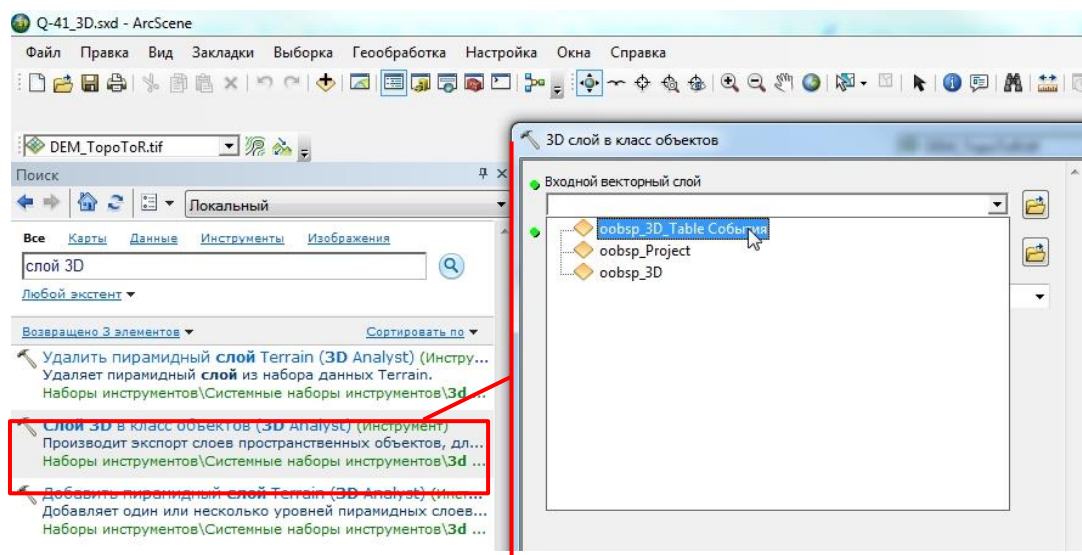 Q-41_3D.sxd - ArcScene
Файл Правка Вид Закладки Выборка Геообработка Настройка Окна Справка
DEM_TopoToR.tif
Поиск
Локальный
Все Карты Данные Инструменты Изображения
слой 3D
Любой экстент
Возвращено 3 элементов Сортировать по
Удалить пирамидный слой Terrain (3D Analyst) (Инстру...
Удаляет пирамидный слой из набора данных Terrain.
Наборы инструментов\Системные наборы инструментов\3d ...
Слой 3D в класс объектов (3D Analyst) (Инструмент)
Производит экспорт слоев пространственных объектов, дл...
Наборы инструментов\Системные наборы инструментов\3d ...
Добавить пирамидный слой Terrain (3D Analyst) (Инст...
Добавляет один или несколько уровней пирамидных слоев...
Наборы инструментов\Системные наборы инструментов\3d ...
3D слой в класс объектов
Входной векторный слой
oobsp_3D_Table События
oobsp_Project
oobsp_3D